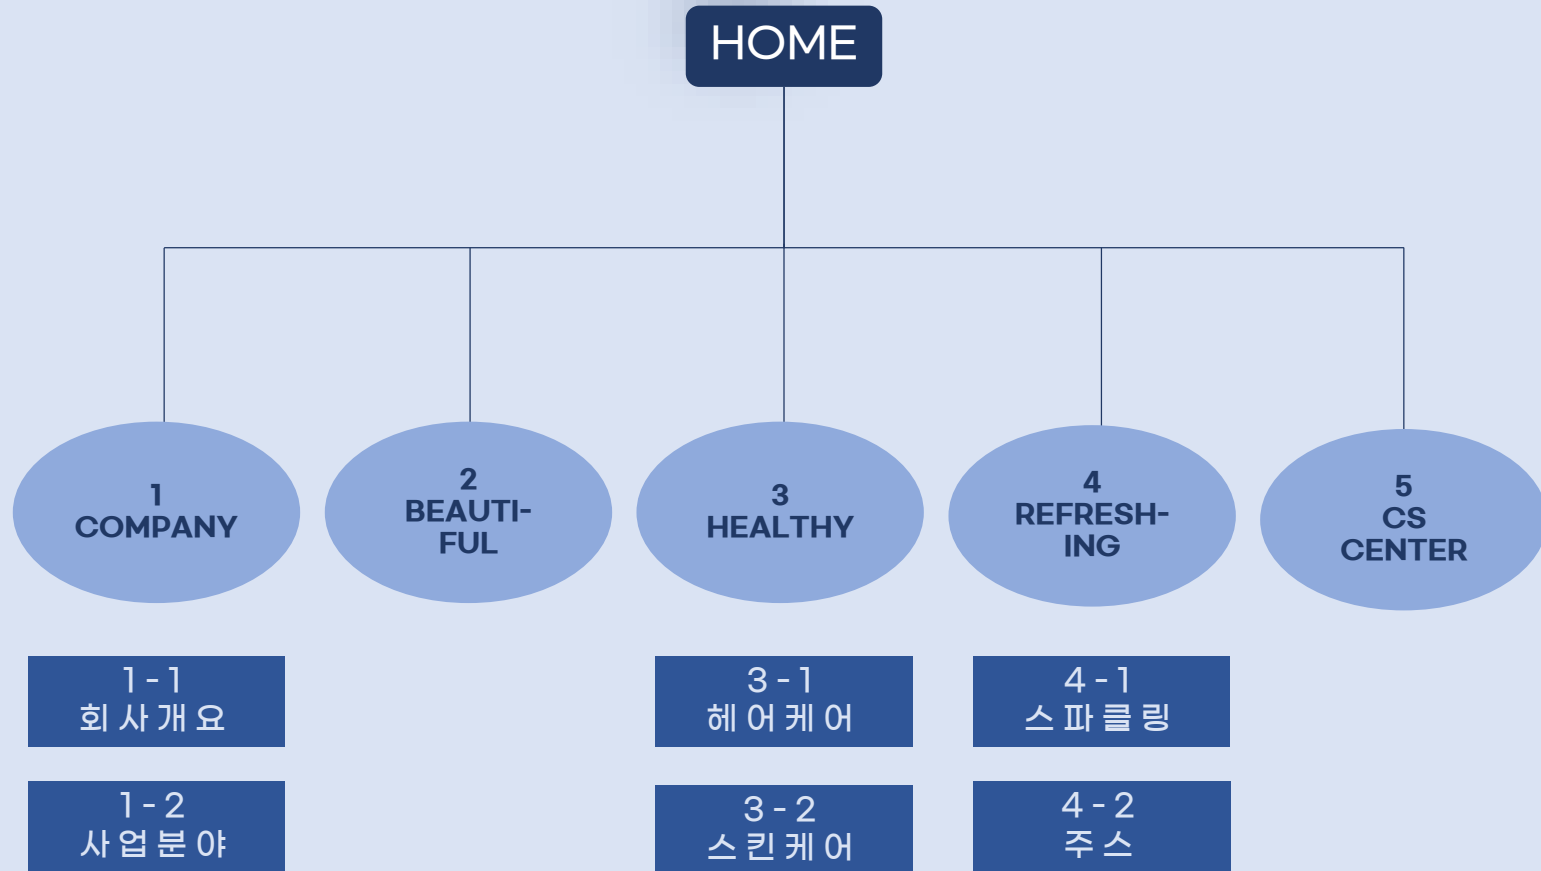 HOME
1
COMPANY
2
BEAUTI-
FUL
3
HEALTHY
4
REFRESH-
ING
5
CS
CENTER
1-1
회사개요
3-1
헤어케어
4-1
스파클링
1-2
사업분야
3-2
스킨케어
4-2
주스